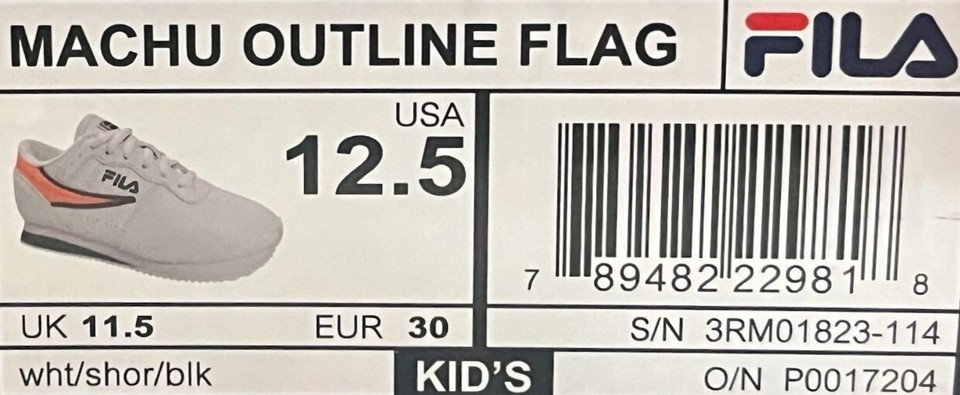 MACHU OUTLINE FLAG
FILA
USA
12.5
FILA
7 89482 22981 8
UK 11.5 EUR 30
S/N 3RM01823-114
wht/shor/blk
KID'S
O/N P0017204